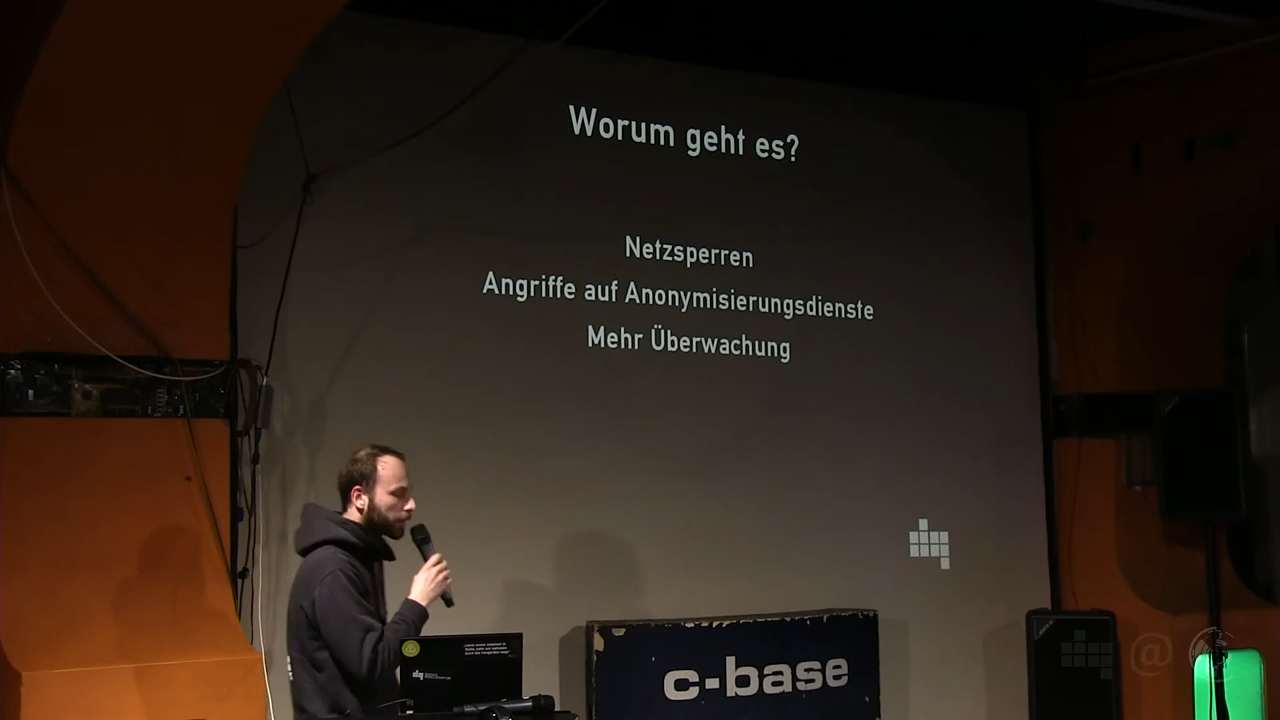 Worum geht es?
Netzsperren
Angriffe auf Anonymisierungsdienste
Mehr Überwachung
c-base
@